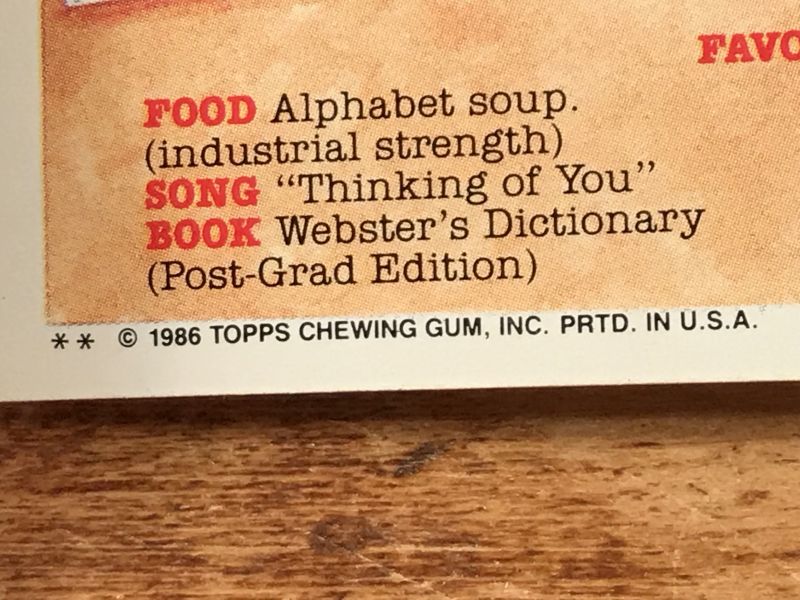 FOOD Alphabet soup.
(industrial strength)
SONG "Thinking of You"
BOOK Webster's Dictionary
(Post-Grad Edition)
** © 1986 TOPPS CHEWING GUM, INC. PRTD. IN U.S.A.